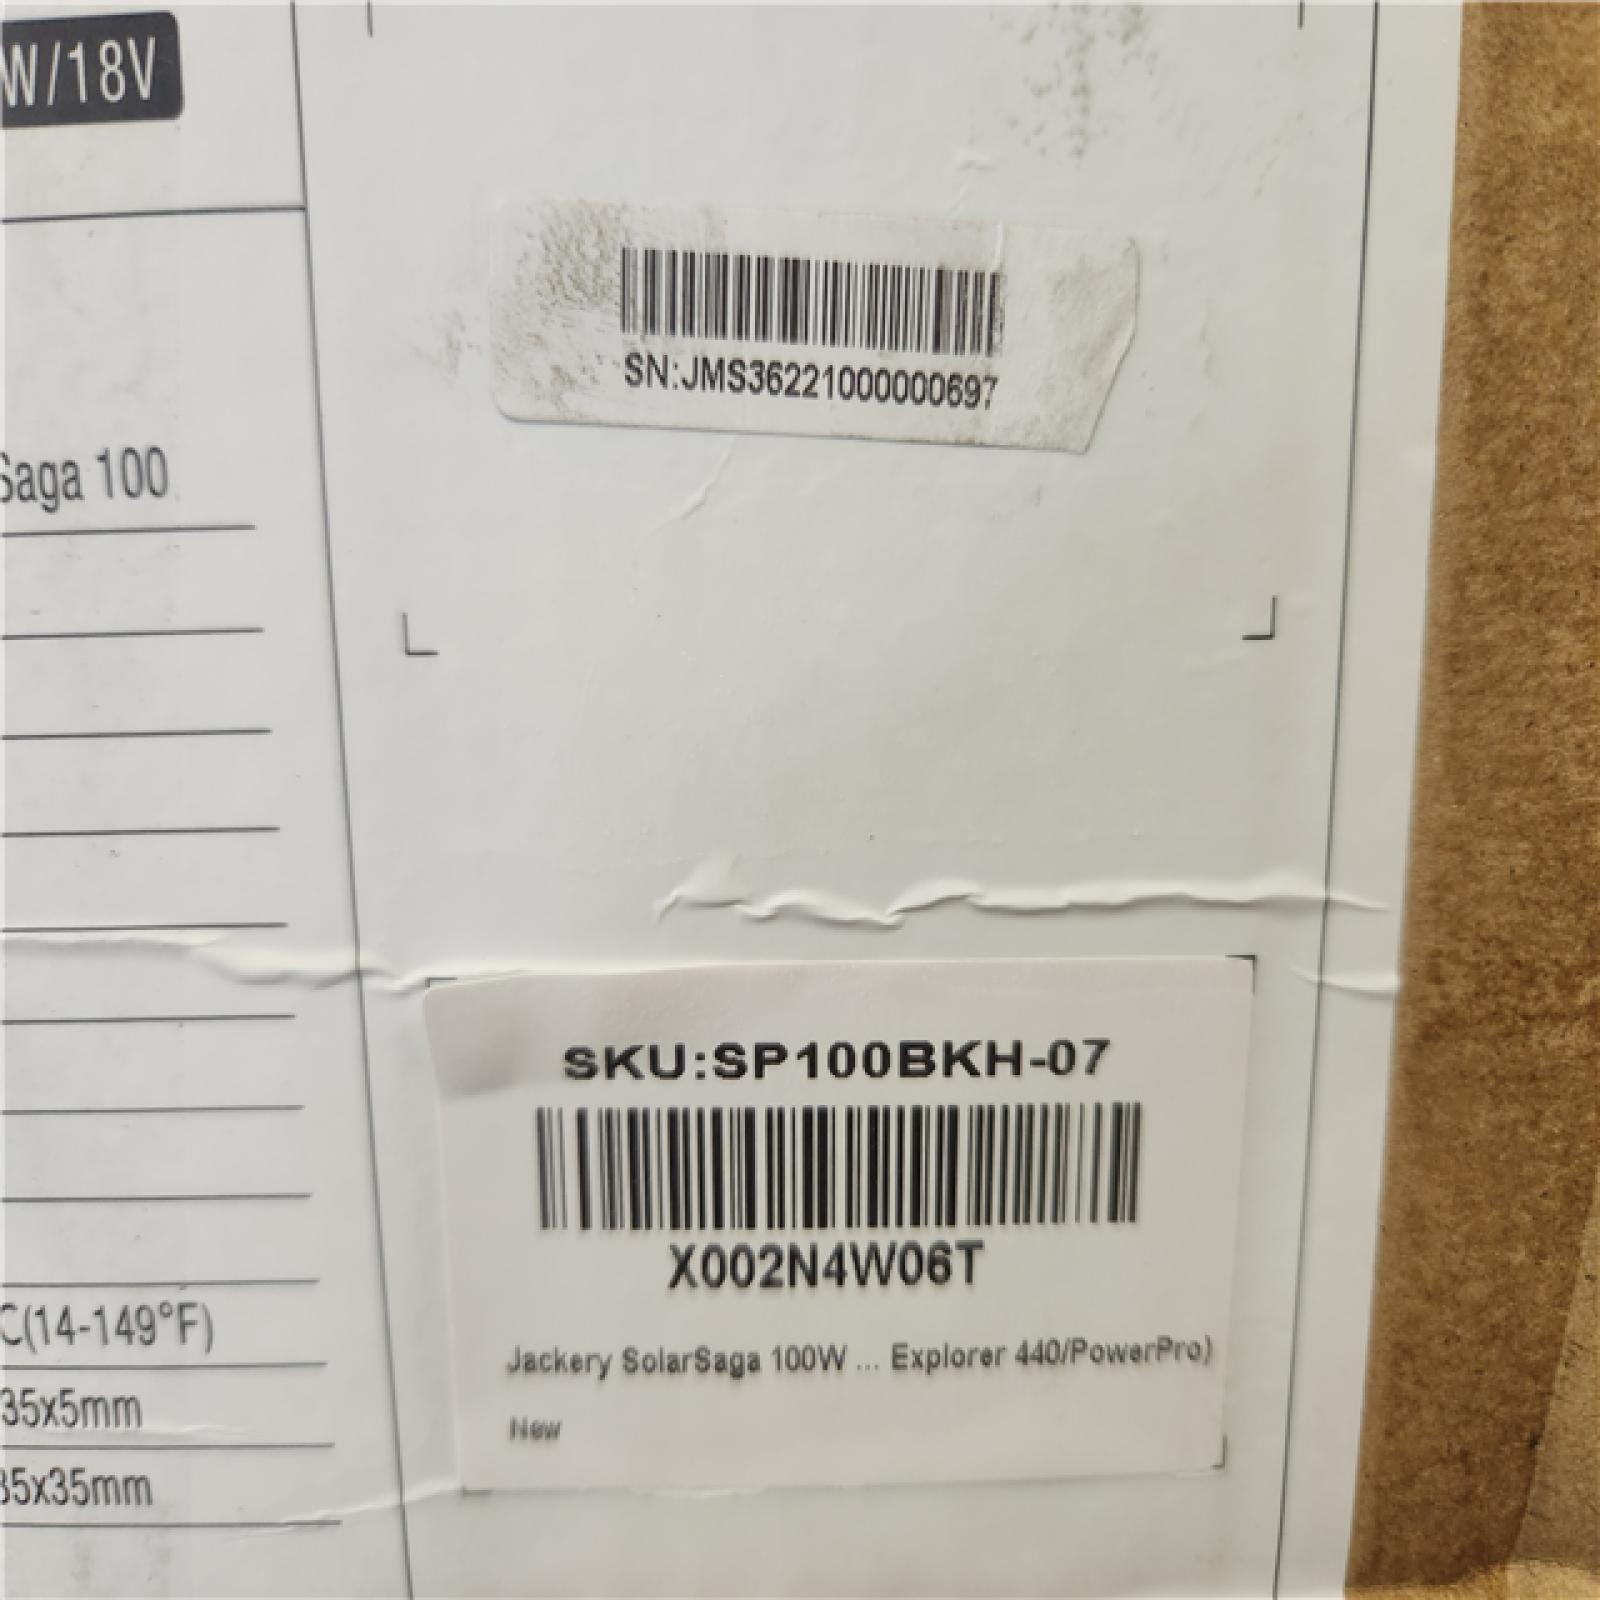 W/18V
SN:JMS36221000000697
Saga 100
SKU:SP100BKH-07
X002N4W06T
Jackery SolarSaga 100W ... Explorer 440/PowerPro)
New
C(14-149°F)
35x5mm
35x35mm